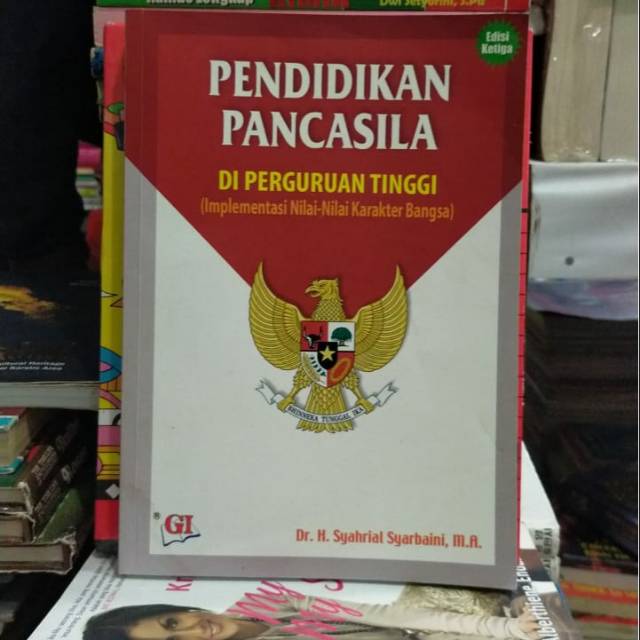 Edisi
Ketiga
PENDIDIKAN
PANCASILA
DI PERGURUAN TINGGI
(Implementasi Nilai-Nilai Karakter Bangsa)
BHINNEKA TUNGGAL IKA
® GI
Dr. H. Syahrial Syarbaini, M.A.